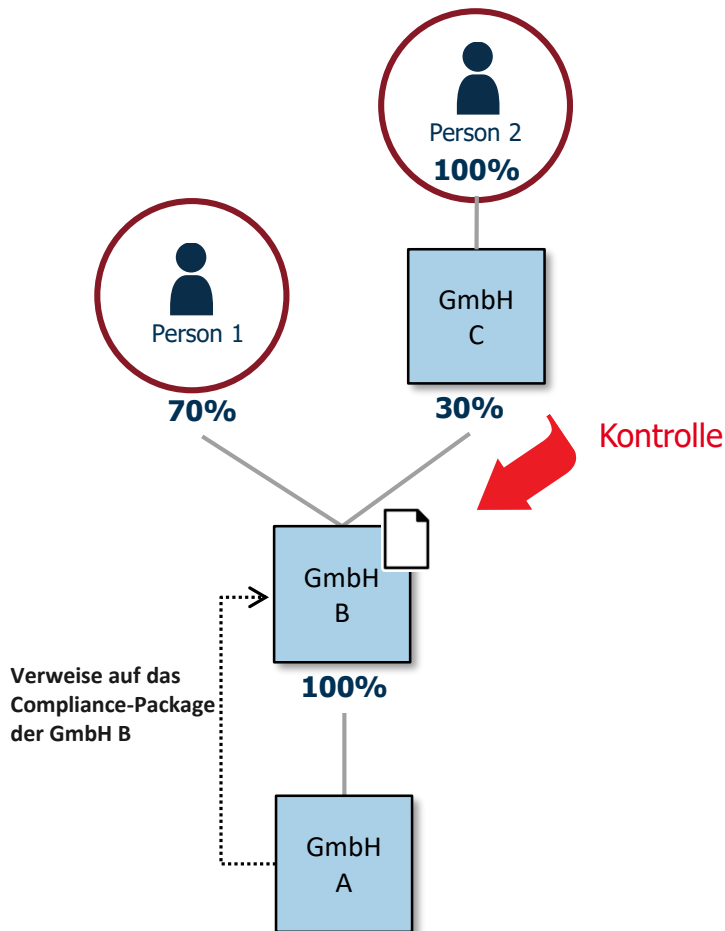 Person 2
100%
GmbH
C
Person 1
70%
30%
Kontrolle
GmbH
B
100%
Verweise auf das
Compliance-Package
der GmbH B
GmbH
A